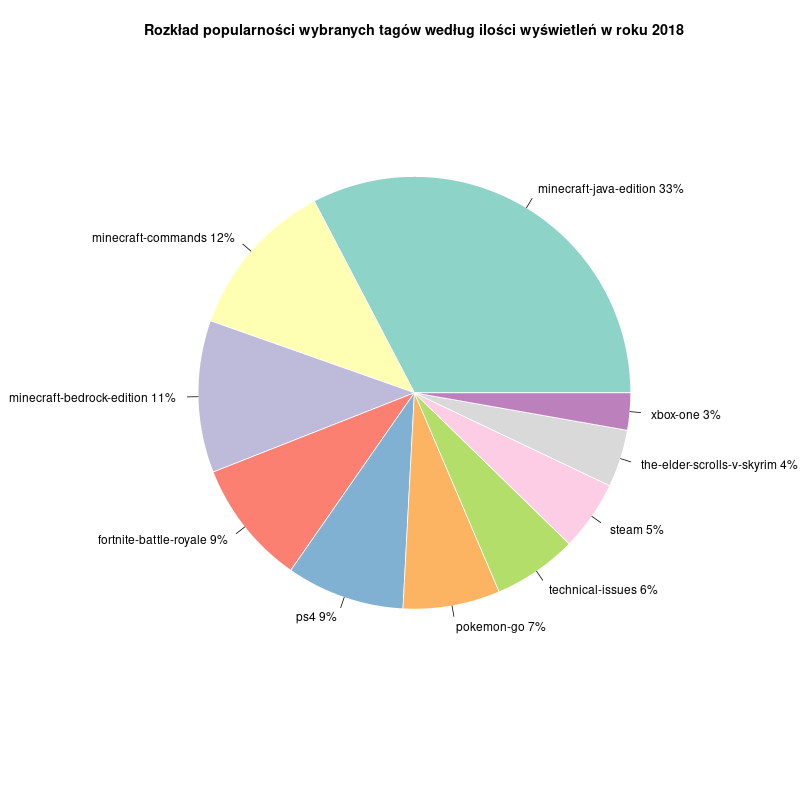 Rozkład popularności wybranych tagów według ilości wyświetleń w roku 2018
minecraft-java-edition 33%
minecraft-commands 12%
minecraft-bedrock-edition 11%
fortnite-battle-royale 9%
ps4 9%
pokemon-go 7%
technical-issues 6%
steam 5%
the-elder-scrolls-v-skyrim 4%
xbox-one 3%